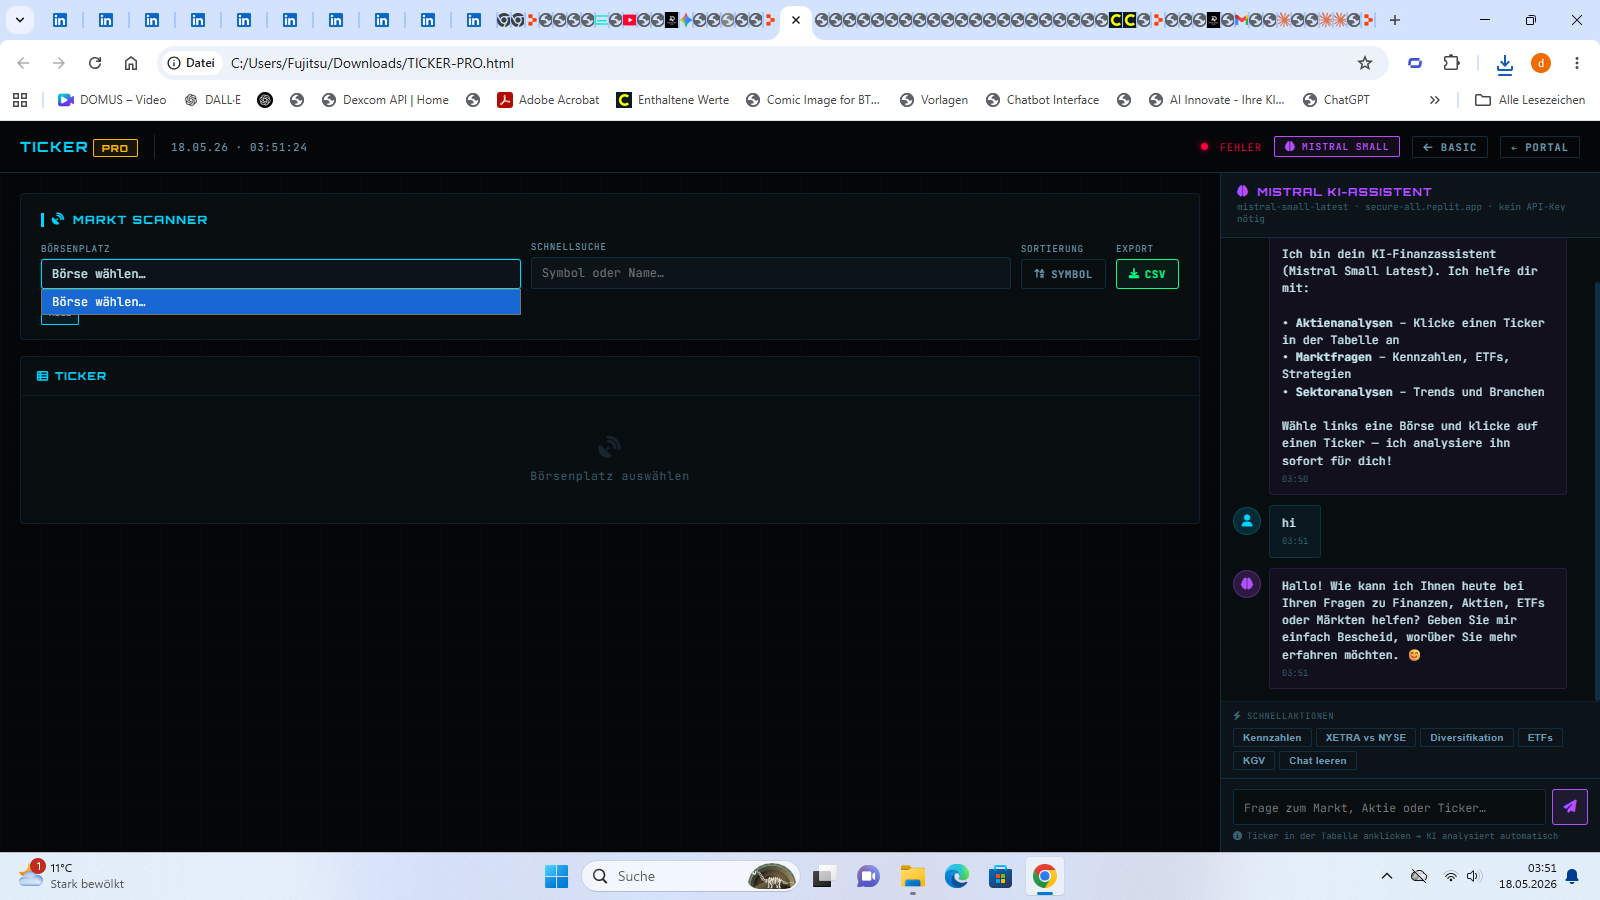 Datei
C:/Users/Fujitsu/Downloads/TICKER-PRO.html
d
DOMUS – Video
DALL·E
Dexcom API | Home
Adobe Acrobat
Enthaltene Werte
Comic Image for BT...
Vorlagen
Chatbot Interface
AI Innovate - Ihre KI...
ChatGPT
Alle Lesezeichen
TICKER PRO
18.05.26 · 03:51:24
FEHLER
MISTRAL SMALL
← BASIC
← PORTAL
MARKT SCANNER
BÖRSENPLATZ
SCHNELLSUCHE
SORTIERUNG
EXPORT
Börse wählen…
Symbol oder Name…
SYMBOL
CSV
Börse wählen…
TICKER
Börsenplatz auswählen
MISTRAL KI-ASSISTENT
mistral-small-latest · secure-all.replit.app · kein API-Key
nötig
Ich bin dein KI-Finanzassistent
(Mistral Small Latest). Ich helfe dir
mit:
• Aktienanalysen – Klicke einen Ticker
in der Tabelle an
• Marktfragen – Kennzahlen, ETFs,
Strategien
• Sektoranalysen – Trends und Branchen
Wähle links eine Börse und klicke auf
einen Ticker — ich analysiere ihn
sofort für dich!
03:50
hi
03:51
Hallo! Wie kann ich Ihnen heute bei
Ihren Fragen zu Finanzen, Aktien, ETFs
oder Märkten helfen? Geben Sie mir
einfach Bescheid, worüber Sie mehr
erfahren möchten. 😊
03:51
SCHNELLAKTIONEN
Kennzahlen
XETRA vs NYSE
Diversifikation
ETFs
KGV
Chat leeren
Frage zum Markt, Aktie oder Ticker…
Ticker in der Tabelle anklicken → KI analysiert automatisch
1
11°C
Stark bewölkt
Suche
03:51
18.05.2026